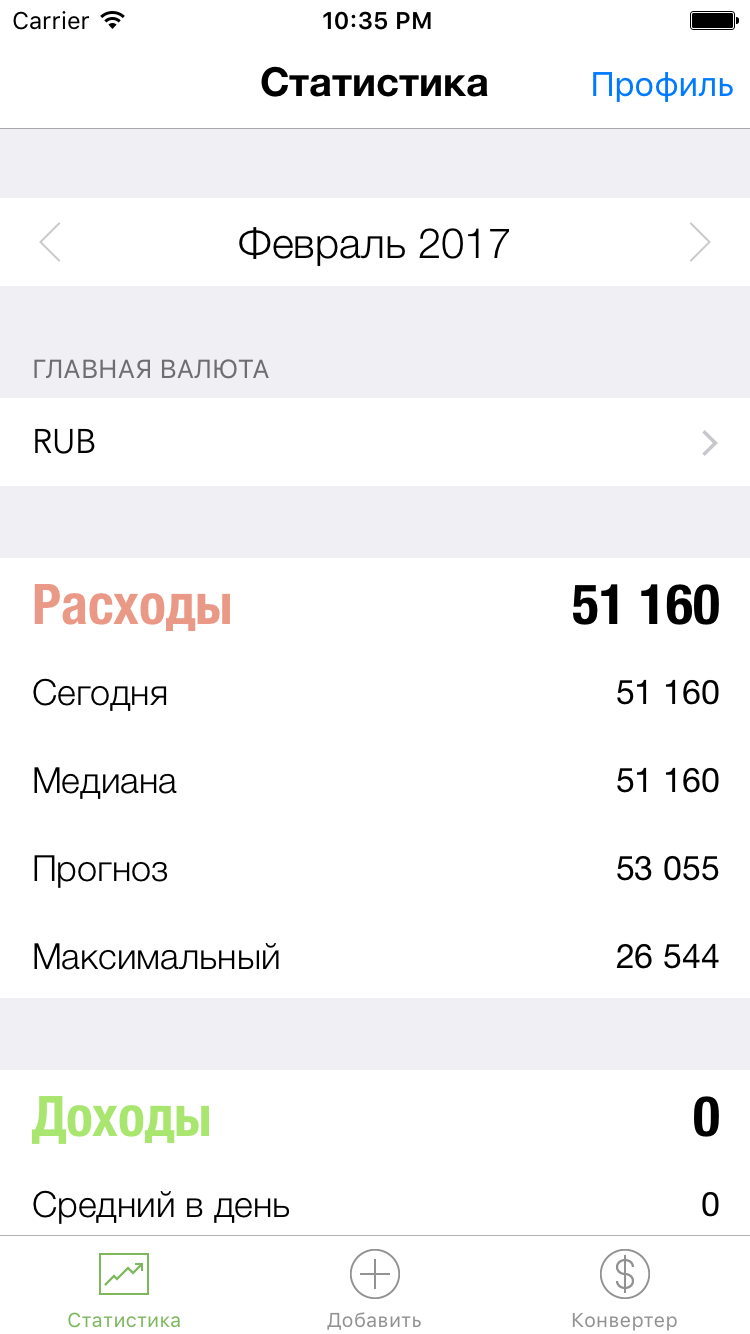 Carrier 10:35 PM
Статистика Профиль
Февраль 2017
ГЛАВНАЯ ВАЛЮТА
RUB
Расходы 51 160
Сегодня 51 160
Медиана 51 160
Прогноз 53 055
Максимальный 26 544
Доходы 0
Средний в день 0
Статистика Добавить Конвертер